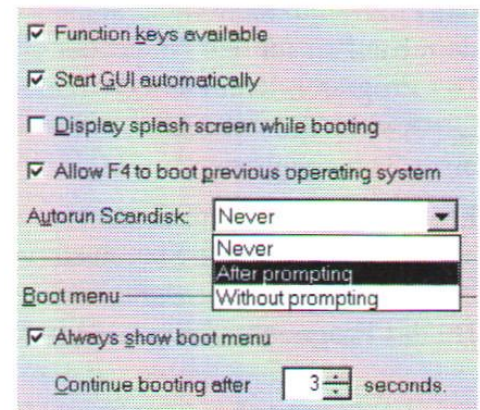 Function keys available
Start GUI automatically
Display splash screen while booting
Allow F4 to boot previous operating system
Autorun Scandisk: Never
Never
After prompting
Without prompting
Boot menu
Always show boot menu
Continue booting after 3 seconds.